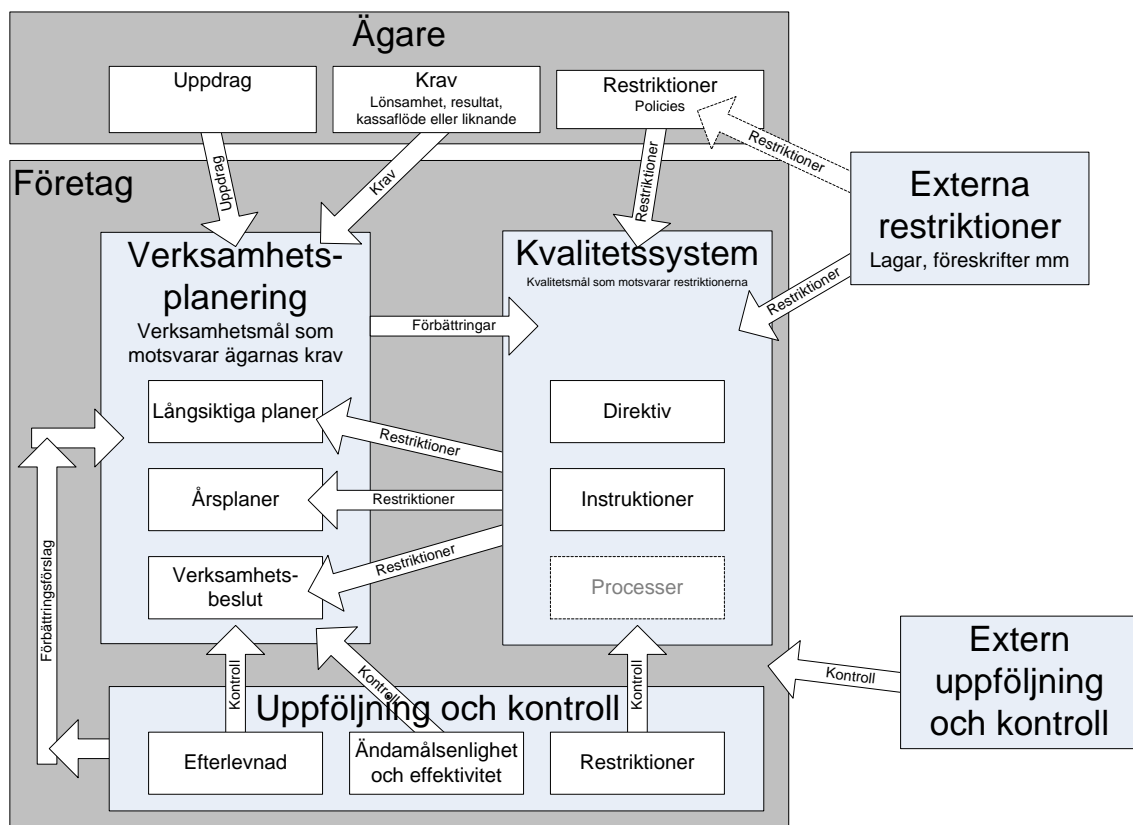 Ägare
Uppdrag
Krav
Lönsamhet, resultat,
kassaflöde eller liknande
Restriktioner
Policies
Uppdrag
Krav
Restriktioner
Restriktioner
Externa
restriktioner
Lagar, föreskrifter mm
Restriktioner
Företag
Verksamhets-
planering
Verksamhetsmål som
motsvarar ägarnas krav
Förbättringar
Kvalitetssystem
Kvalitetsmål som motsvarar restriktionerna
Långsiktiga planer
Restriktioner
Direktiv
Årsplaner
Restriktioner
Instruktioner
Verksamhets-
beslut
Restriktioner
Processer
Förbättringsförslag
Kontroll
Kontroll
Kontroll
Kontroll
Extern
uppföljning
och kontroll
Uppföljning och kontroll
Efterlevnad
Ändamålsenlighet
och effektivitet
Restriktioner